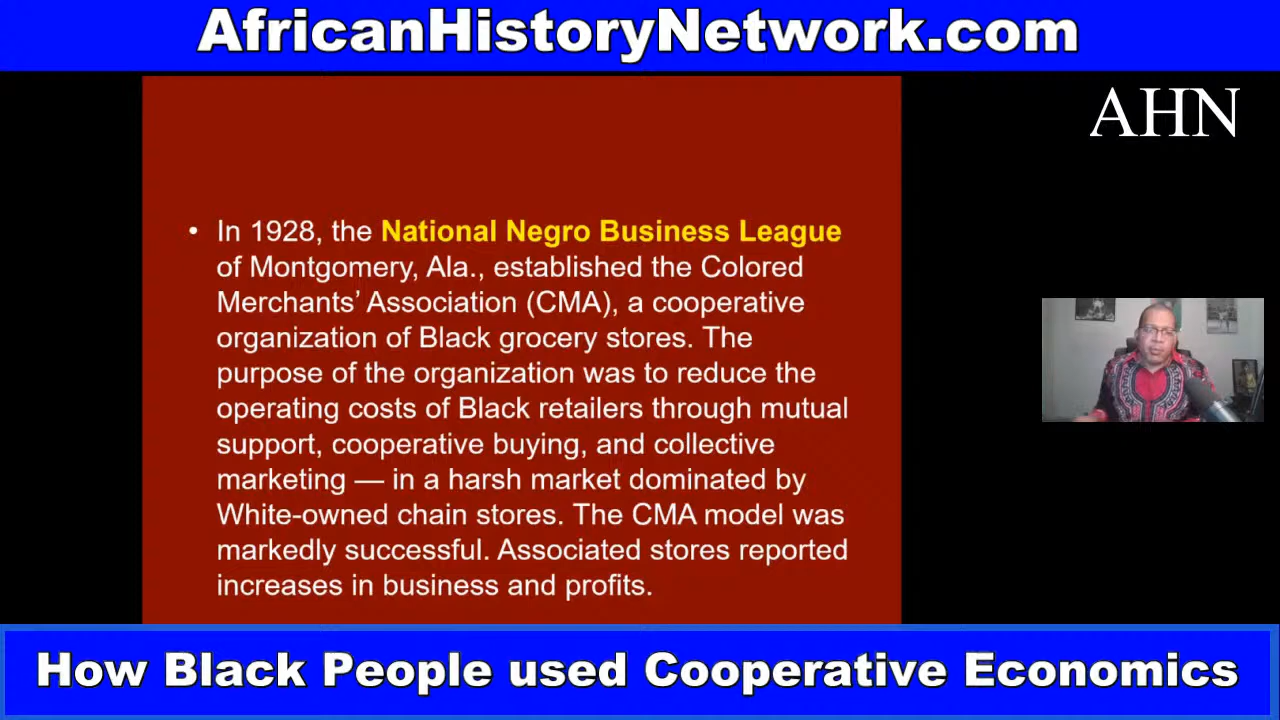 AfricanHistoryNetwork.com
AHN
• In 1928, the National Negro Business League
of Montgomery, Ala., established the Colored
Merchants’ Association (CMA), a cooperative
organization of Black grocery stores. The
purpose of the organization was to reduce the
operating costs of Black retailers through mutual
support, cooperative buying, and collective
marketing — in a harsh market dominated by
White-owned chain stores. The CMA model was
markedly successful. Associated stores reported
increases in business and profits.
How Black People used Cooperative Economics